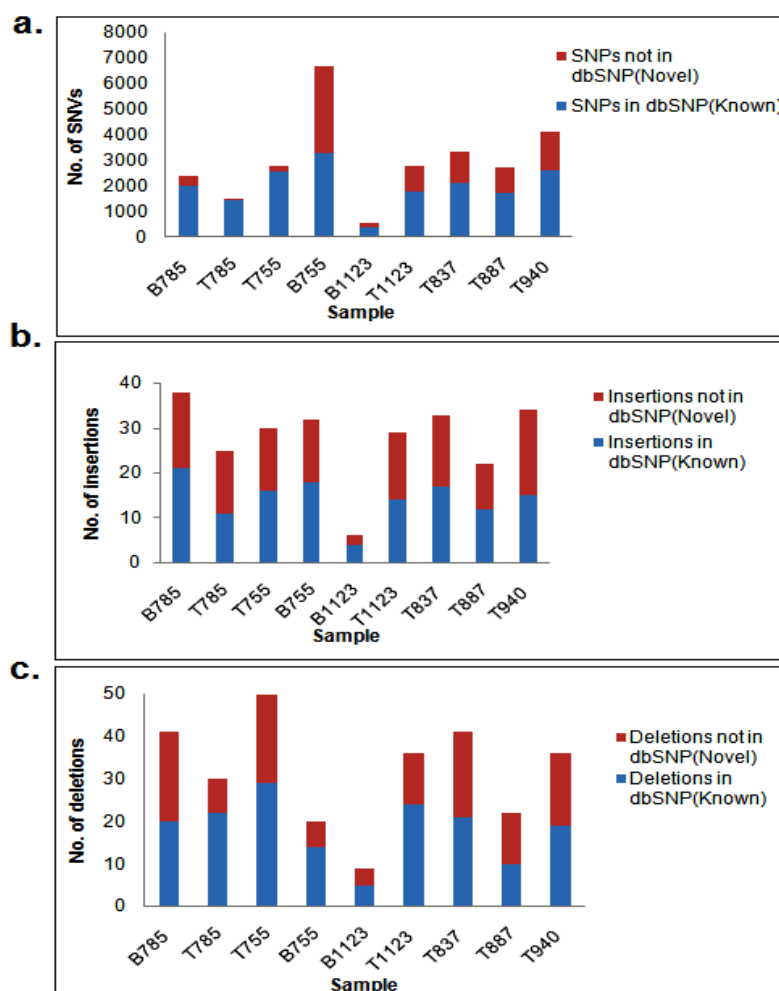 a.
8000
7000
6000
5000
4000
3000
2000
1000
0
No. of SNVs
SNPs not in
dbSNP(Novel)
SNPs in dbSNP(Known)
B785
T785
T755
B755
B1123
T1123
T837
T887
T940
Sample
b.
40
30
20
10
0
No. of insertions
Insertions not in
dbSNP(Novel)
Insertions in
dbSNP(Known)
B785
T785
T755
B755
B1123
T1123
T837
T887
T940
Sample
c.
50
40
30
20
10
0
No. of deletions
Deletions not in
dbSNP(Novel)
Deletions in
dbSNP(Known)
B785
T785
T755
B755
B1123
T1123
T837
T887
T940
Sample